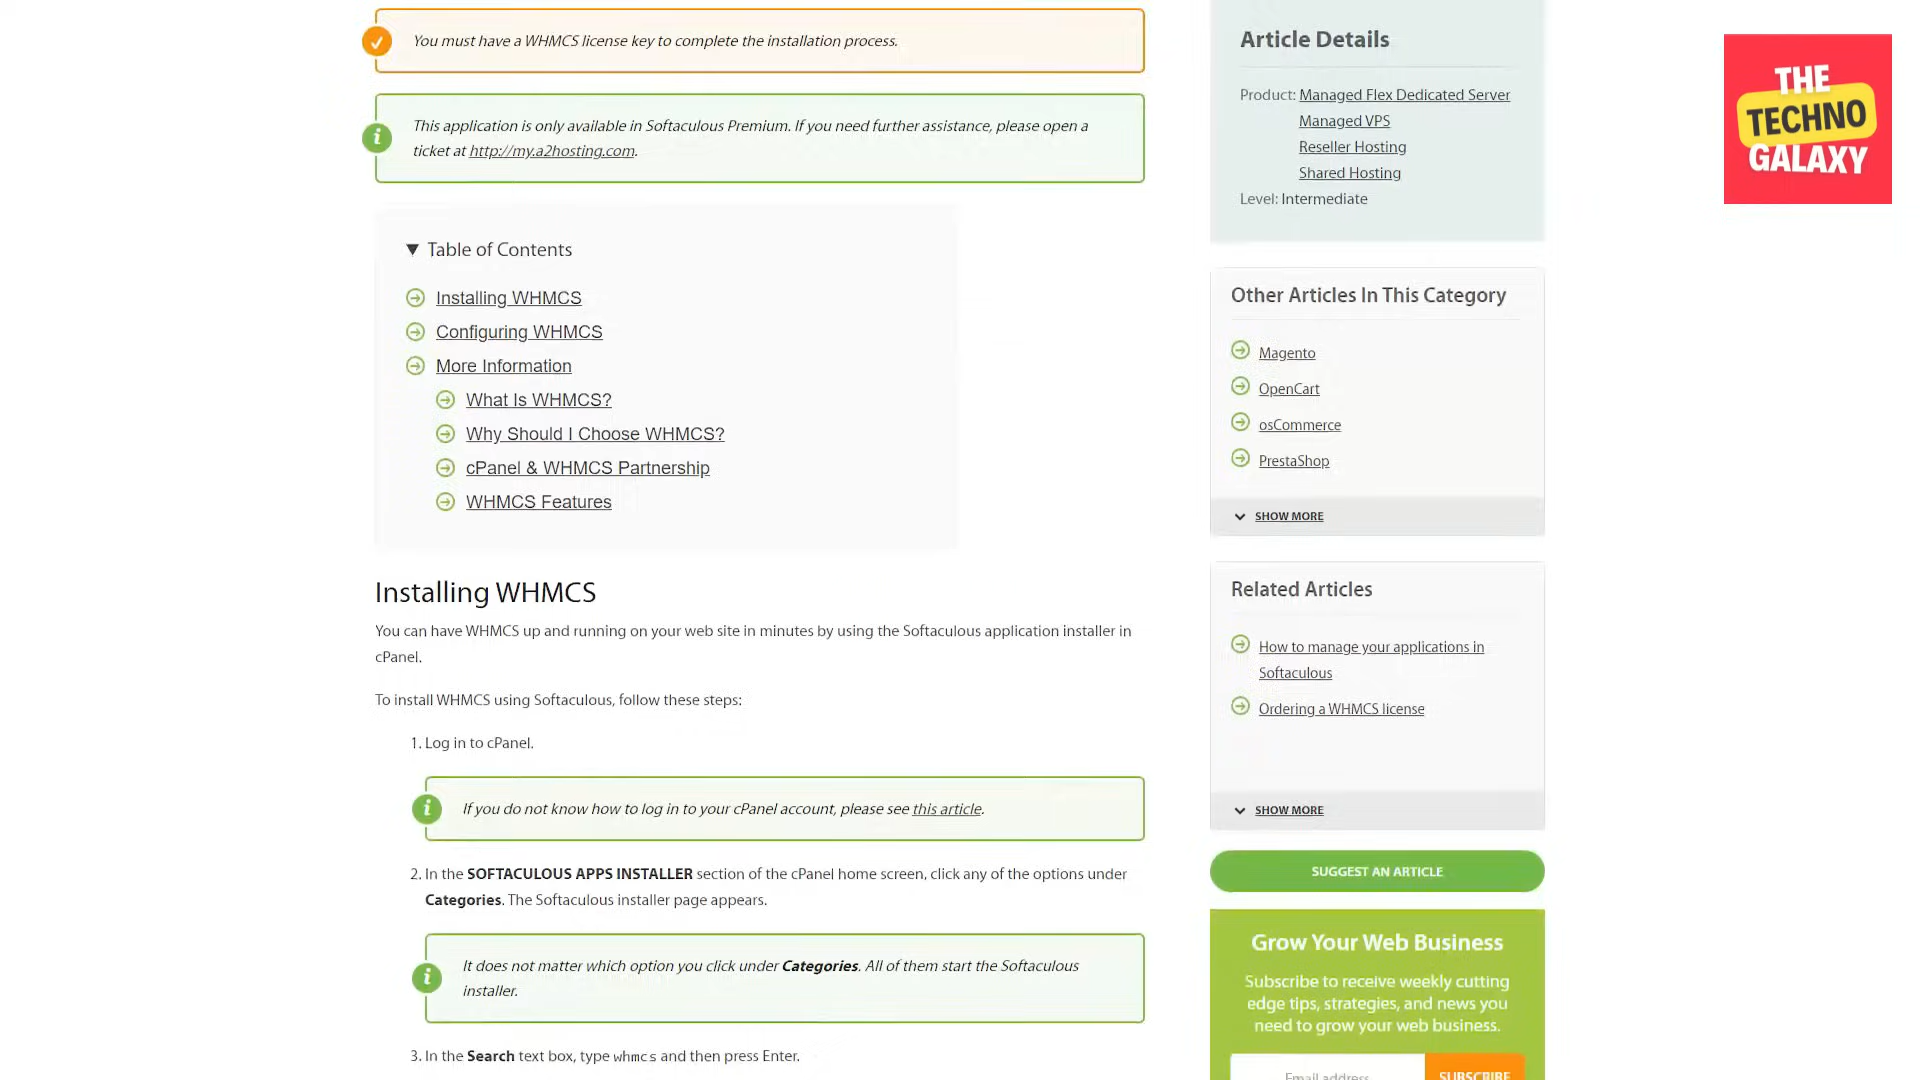 You must have a WHMCS license key to complete the installation process.
This application is only available in Softaculous Premium. If you need further assistance, please open a
ticket at http://my.a2hosting.com.
Table of Contents
Installing WHMCS
Configuring WHMCS
More Information
What Is WHMCS?
Why Should I Choose WHMCS?
cPanel & WHMCS Partnership
WHMCS Features
Installing WHMCS
You can have WHMCS up and running on your web site in minutes by using the Softaculous application installer in
cPanel.
To install WHMCS using Softaculous, follow these steps:
1. Log in to cPanel.
If you do not know how to log in to your cPanel account, please see this article.
2. In the SOFTACULOUS APPS INSTALLER section of the cPanel home screen, click any of the options under
Categories. The Softaculous installer page appears.
It does not matter which option you click under Categories. All of them start the Softaculous
installer.
3. In the Search text box, type whmcs and then press Enter.
Article Details
Product: Managed Flex Dedicated Server
Managed VPS
Reseller Hosting
Shared Hosting
Level: Intermediate
Other Articles In This Category
Magento
OpenCart
osCommerce
PrestaShop
SHOW MORE
Related Articles
How to manage your applications in
Softaculous
Ordering a WHMCS license
SHOW MORE
SUGGEST AN ARTICLE
Grow Your Web Business
Subscribe to receive weekly cutting
edge tips, strategies, and news you
need to grow your web business.
Email address
SUBSCRIBE
THE
TECHNO
GALAXY